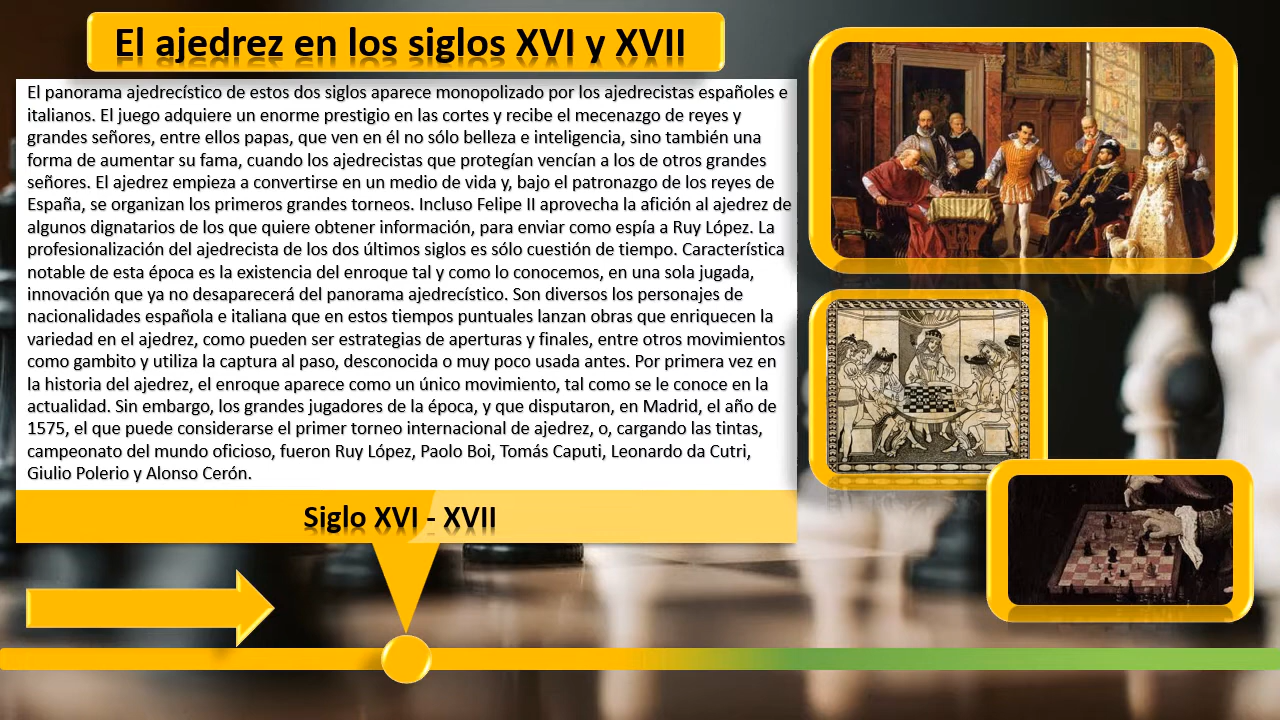 El ajedrez en los siglos XVI y XVII
El panorama ajedrecístico de estos dos siglos aparece monopolizado por los ajedrecistas españoles e
italianos. El juego adquiere un enorme prestigio en las cortes y recibe el mecenazgo de reyes y
grandes señores, entre ellos papas, que ven en él no sólo belleza e inteligencia, sino también una
forma de aumentar su fama, cuando los ajedrecistas que protegían vencían a los de otros grandes
señores. El ajedrez empieza a convertirse en un medio de vida y, bajo el patronazgo de los reyes de
España, se organizan los primeros grandes torneos. Incluso Felipe II aprovecha la afición al ajedrez de
algunos dignatarios de los que quiere obtener información, para enviar como espía a Ruy López. La
profesionalización del ajedrecista de los dos últimos siglos es sólo cuestión de tiempo. Característica
notable de esta época es la existencia del enroque tal y como lo conocemos, en una sola jugada,
innovación que ya no desaparecerá del panorama ajedrecístico. Son diversos los personajes de
nacionalidades española e italiana que en estos tiempos puntuales lanzan obras que enriquecen la
variedad en el ajedrez, como pueden ser estrategias de aperturas y finales, entre otros movimientos
como gambito y utiliza la captura al paso, desconocida o muy poco usada antes. Por primera vez en
la historia del ajedrez, el enroque aparece como un único movimiento, tal como se le conoce en la
actualidad. Sin embargo, los grandes jugadores de la época, y que disputaron, en Madrid, el año de
1575, el que puede considerarse el primer torneo internacional de ajedrez, o, cargando las tintas,
campeonato del mundo oficioso, fueron Ruy López, Paolo Boi, Tomás Caputi, Leonardo da Cutri,
Giulio Polerio y Alonso Cerón.
Siglo XVI - XVII